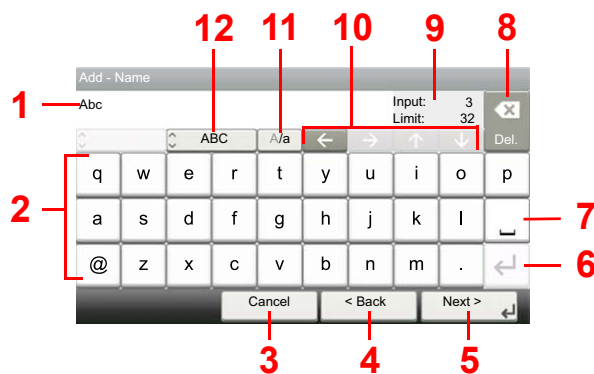 12 11 10 9 8
Add - Name
1 Abc Input: 3
Limit: 32
ABC A/a ← → ↑ ↓ Del.
q w e r t y u i o p
2 a s d f g h j k l 7
@ z x c v b n m . 6
Cancel < Back Next >
3 4 5